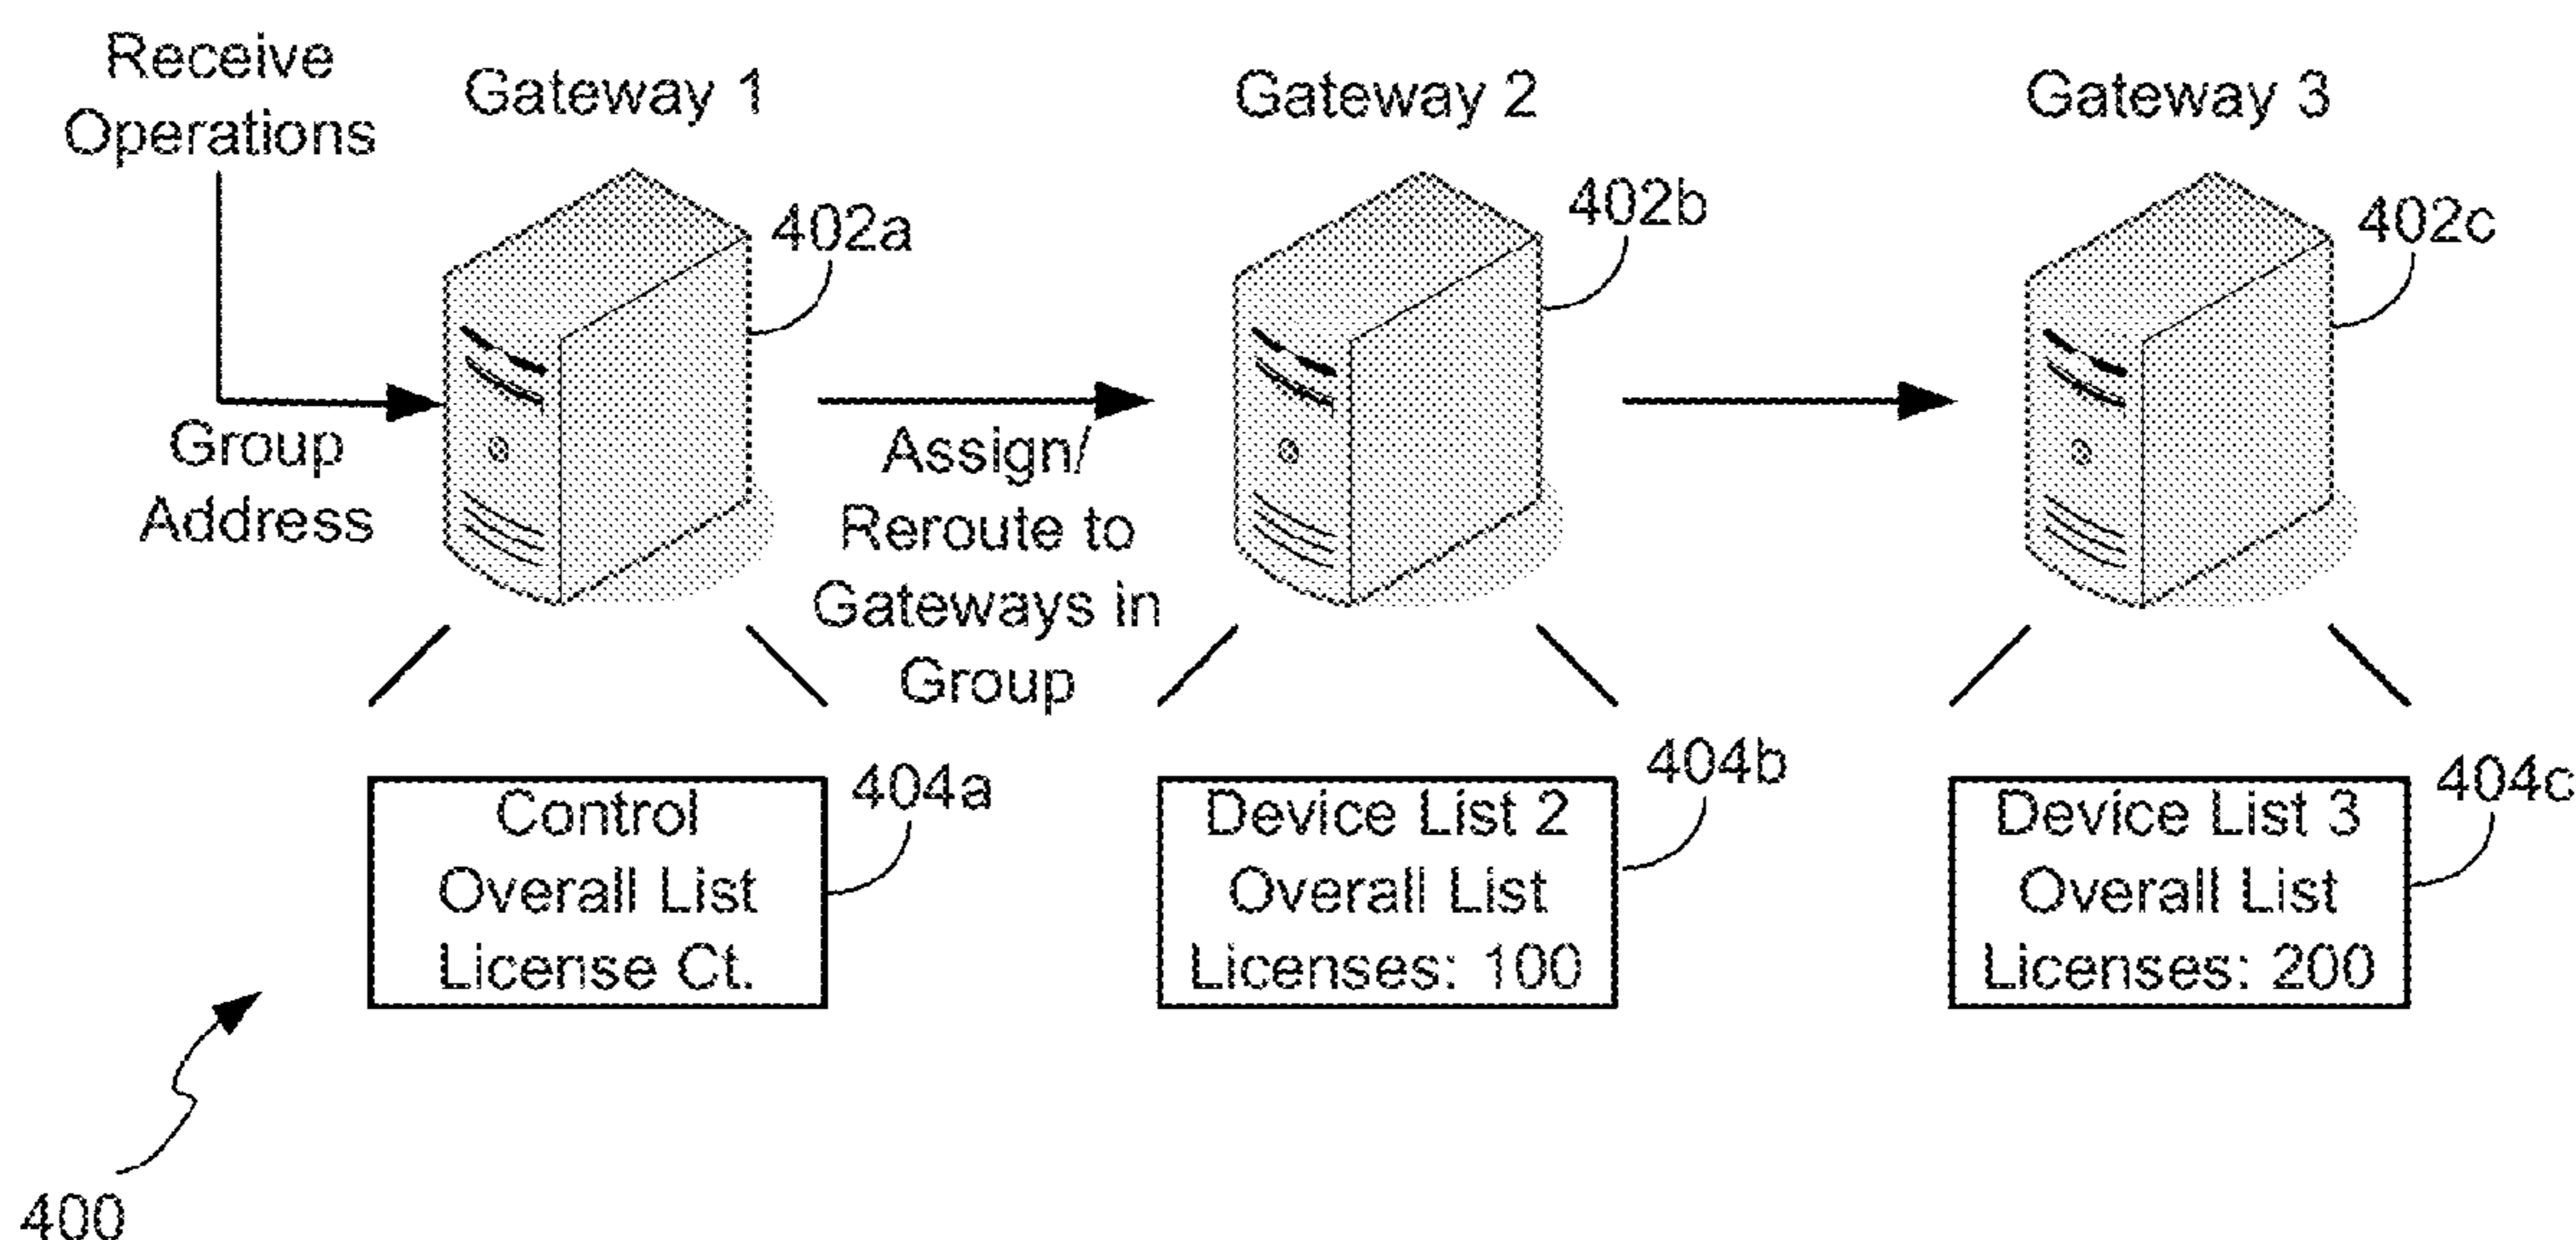 Receive
Operations
Gateway 1
Gateway 2
Gateway 3
402a
402b
402c
Group
Address
Assign/
Reroute to
Gateways in
Group
Control
Overall List
License Ct.
404a
Device List 2
Overall List
Licenses: 100
404b
Device List 3
Overall List
Licenses: 200
404c
400